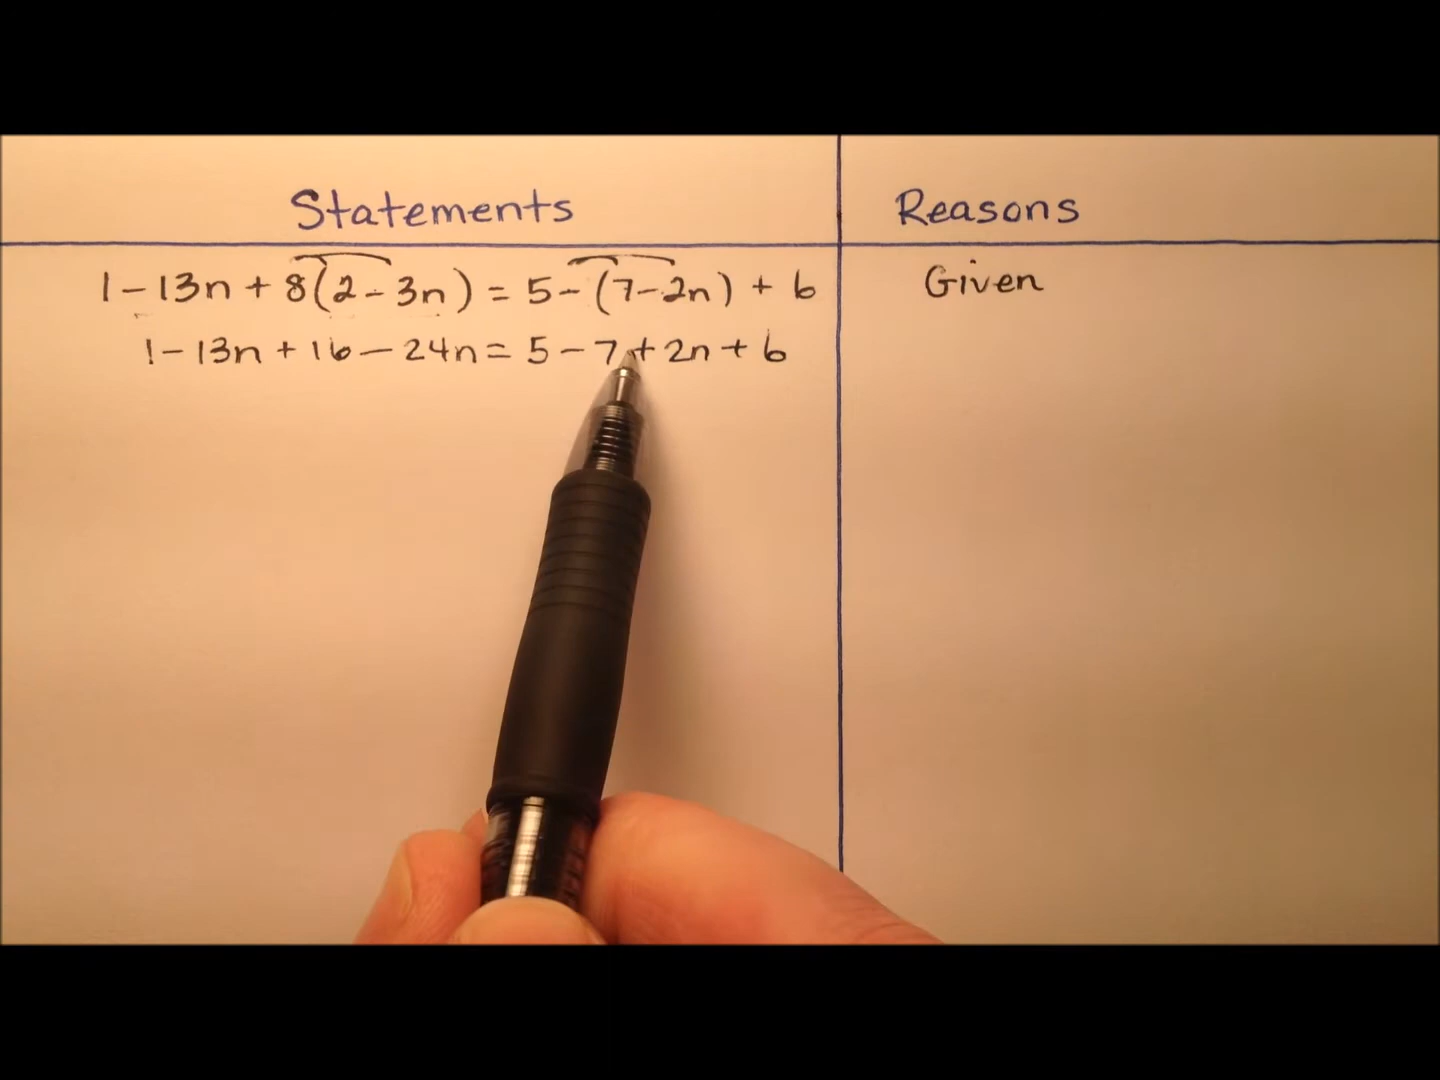 Statements Reasons
1 - 13n + 8(2 - 3n) = 5 - (7 - 2n) + 6 Given
1 - 13n + 16 - 24n = 5 - 7 + 2n + 6